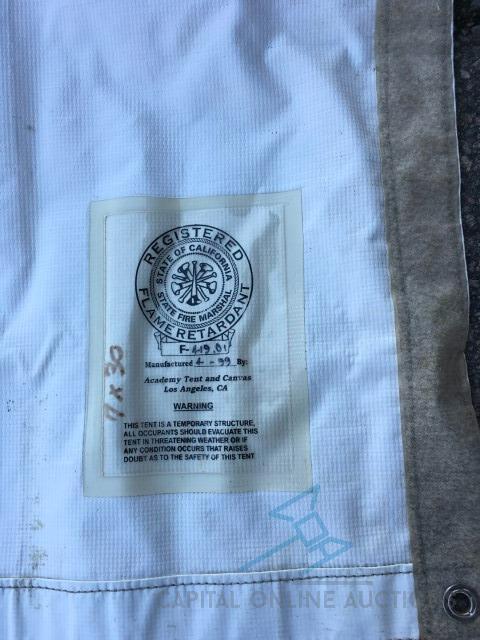 REGISTERED
STATE OF CALIFORNIA
STATE FIRE MARSHAL
FLAME RETARDANT
F-419.01
Manufactured 4-99 By:
Academy Tent and Canvas
Los Angeles, CA
WARNING
THIS TENT IS A TEMPORARY STRUCTURE,
ALL OCCUPANTS SHOULD EVACUATE THIS
TENT IN THREATENING WEATHER OR IF
ANY CONDITION OCCURS THAT RAISES
DOUBT AS TO THE SAFETY OF THIS TENT
9 x 30
CAPITAL ONLINE AUCTI